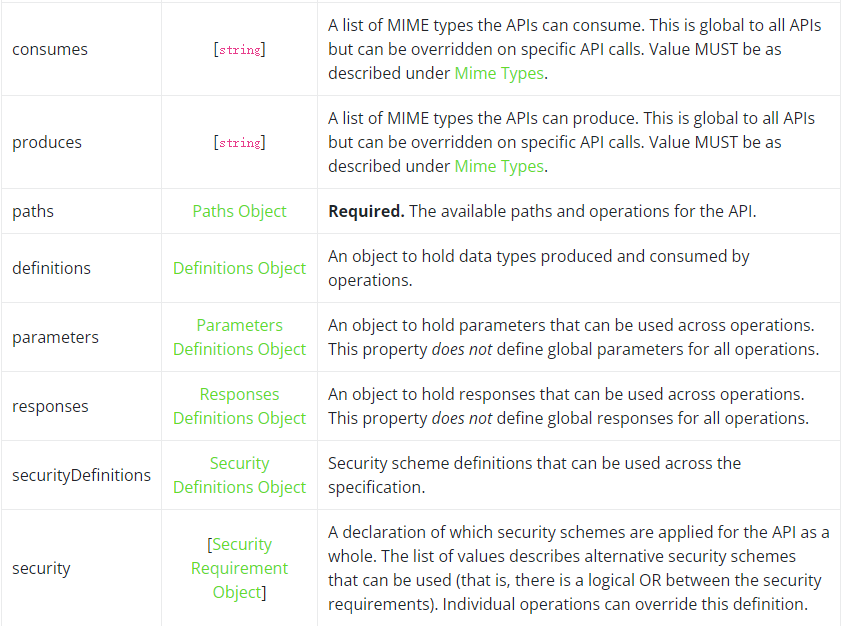 consumes
[string]
A list of MIME types the APIs can consume. This is global to all APIs
but can be overridden on specific API calls. Value MUST be as
described under Mime Types.
produces
[string]
A list of MIME types the APIs can produce. This is global to all APIs
but can be overridden on specific API calls. Value MUST be as
described under Mime Types.
paths
Paths Object
Required. The available paths and operations for the API.
definitions
Definitions Object
An object to hold data types produced and consumed by
operations.
parameters
Parameters
Definitions Object
An object to hold parameters that can be used across operations.
This property does not define global parameters for all operations.
responses
Responses
Definitions Object
An object to hold responses that can be used across operations.
This property does not define global responses for all operations.
securityDefinitions
Security
Definitions Object
Security scheme definitions that can be used across the
specification.
security
[Security
Requirement
Object]
A declaration of which security schemes are applied for the API as a
whole. The list of values describes alternative security schemes
that can be used (that is, there is a logical OR between the security
requirements). Individual operations can override this definition.